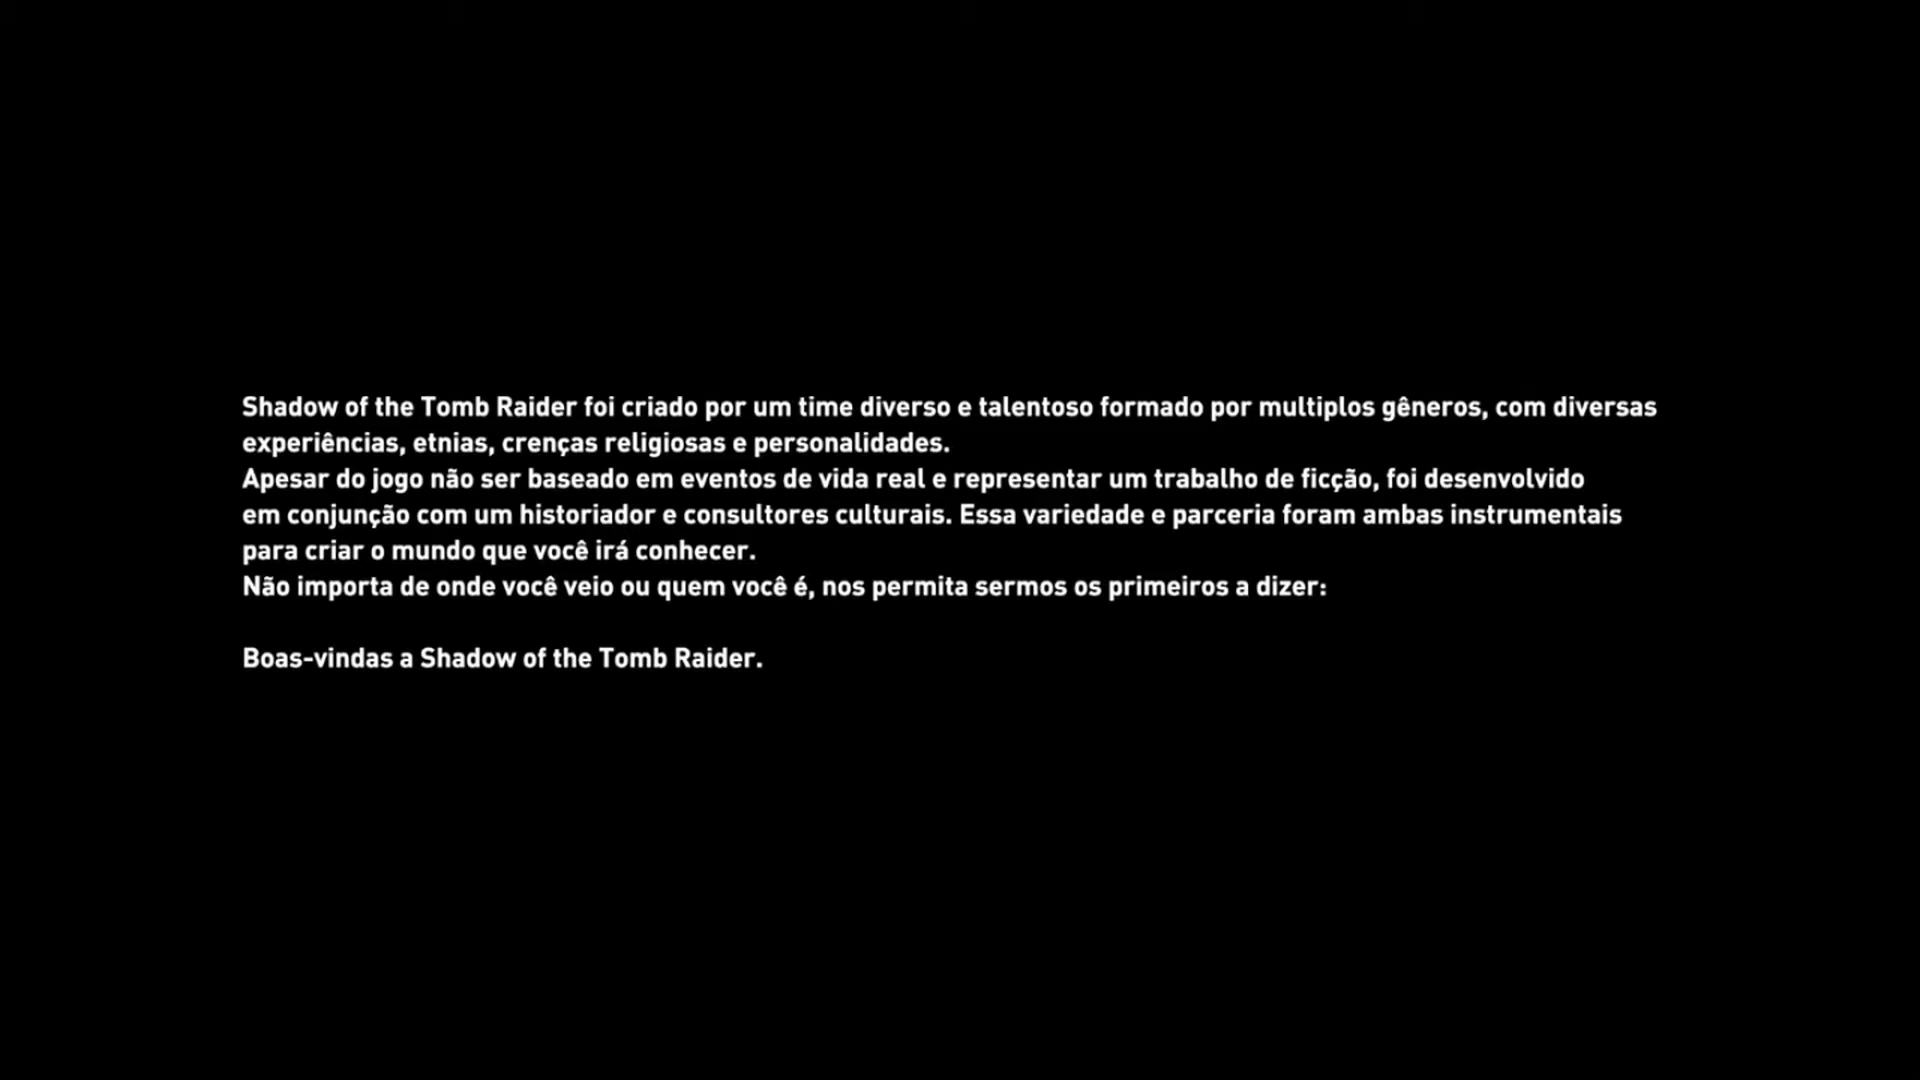 Shadow of the Tomb Raider foi criado por um time diverso e talentoso formado por multiplos gêneros, com diversas
experiências, etnias, crenças religiosas e personalidades.
Apesar do jogo não ser baseado em eventos de vida real e representar um trabalho de ficção, foi desenvolvido
em conjunção com um historiador e consultores culturais. Essa variedade e parceria foram ambas instrumentais
para criar o mundo que você irá conhecer.
Não importa de onde você veio ou quem você é, nos permita sermos os primeiros a dizer:
Boas-vindas a Shadow of the Tomb Raider.